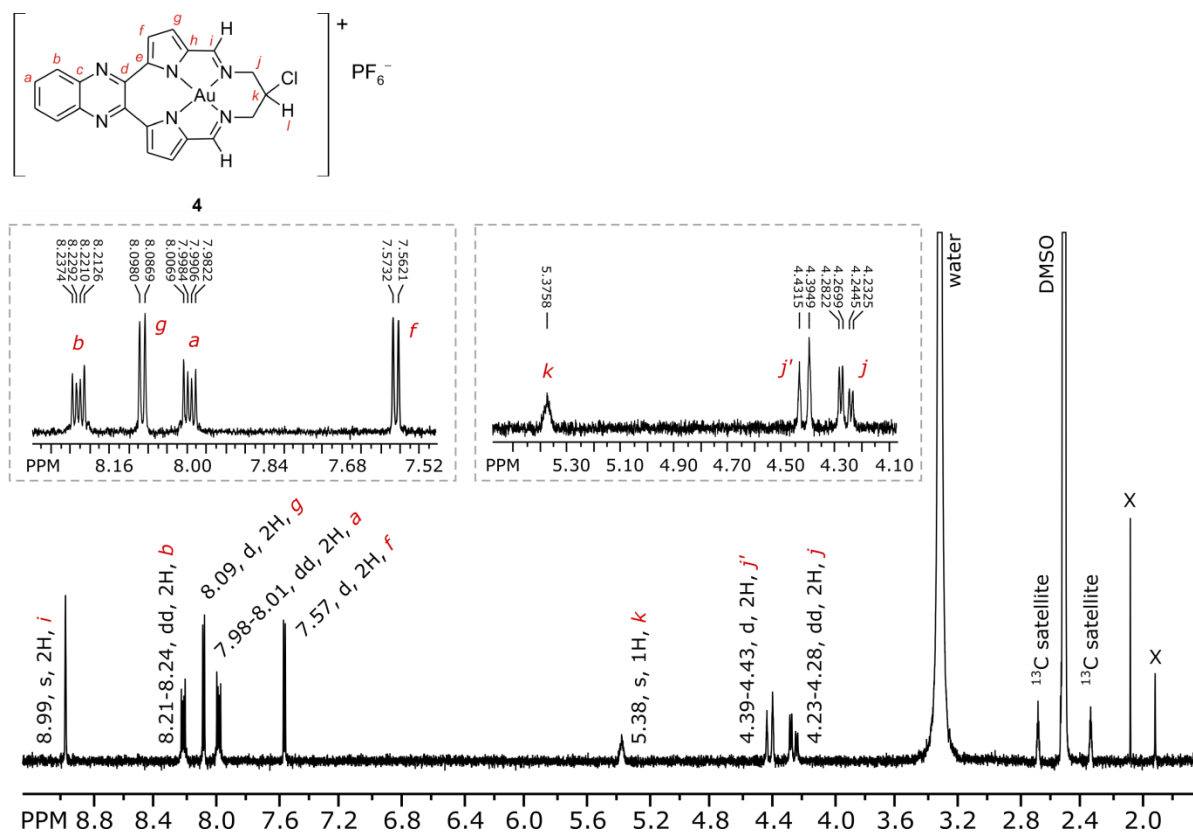 g
f
H
h
i
e
j
b
c
d
N
N
N
Cl
a
Au
k
N
N
N
H
l
H
+
PF₆⁻
4
8.2374
8.2292
8.2210
8.2126
8.0980
8.0869
8.0069
7.9984
7.9906
7.9822
7.5732
7.5621
b
g
a
f
PPM 8.16 8.00 7.84 7.68 7.52
5.3758
4.4315
4.3949
4.2822
4.2699
4.2445
4.2325
k
j'
j
PPM 5.30 5.10 4.90 4.70 4.50 4.30 4.10
8.99, s, 2H, i
8.21-8.24, dd, 2H, b
8.09, d, 2H, g
7.98-8.01, dd, 2H, a
7.57, d, 2H, f
5.38, s, 1H, k
4.39-4.43, d, 2H, j'
4.23-4.28, dd, 2H, j
water
DMSO
¹³C satellite
¹³C satellite
X
X
PPM 8.8 8.4 8.0 7.6 7.2 6.8 6.4 6.0 5.6 5.2 4.8 4.4 4.0 3.6 3.2 2.8 2.4 2.0